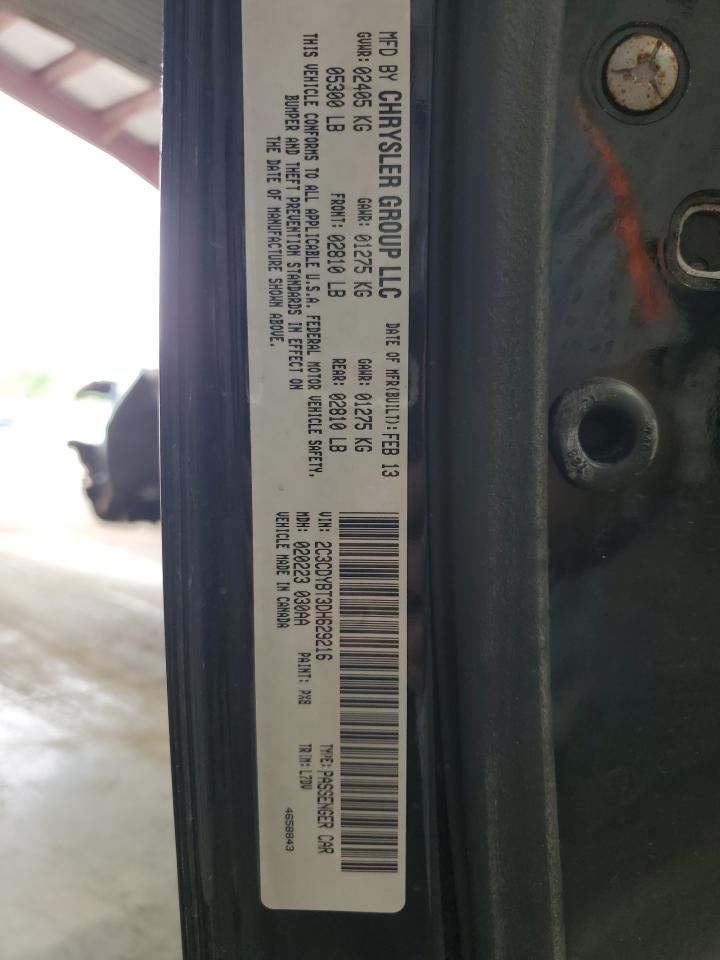 MFD BY CHRYSLER GROUP LLC DATE OF MFR(BUILT): FEB 13
GVWR: 02405 KG GAWR: 01275 KG GAWR: 01275 KG
05300 LB FRONT: 02810 LB REAR: 02810 LB
THIS VEHICLE CONFORMS TO ALL APPLICABLE U.S.A. FEDERAL MOTOR VEHICLE SAFETY,
BUMPER AND THEFT PREVENTION STANDARDS IN EFFECT ON
THE DATE OF MANUFACTURE SHOWN ABOVE.
VIN: 2C3CDYBT3DH629216 TYPE: PASSENGER CAR
MDH: 020223 030AA PAINT: PX8 TRIM: L7DV
VEHICLE MADE IN CANADA 4658843